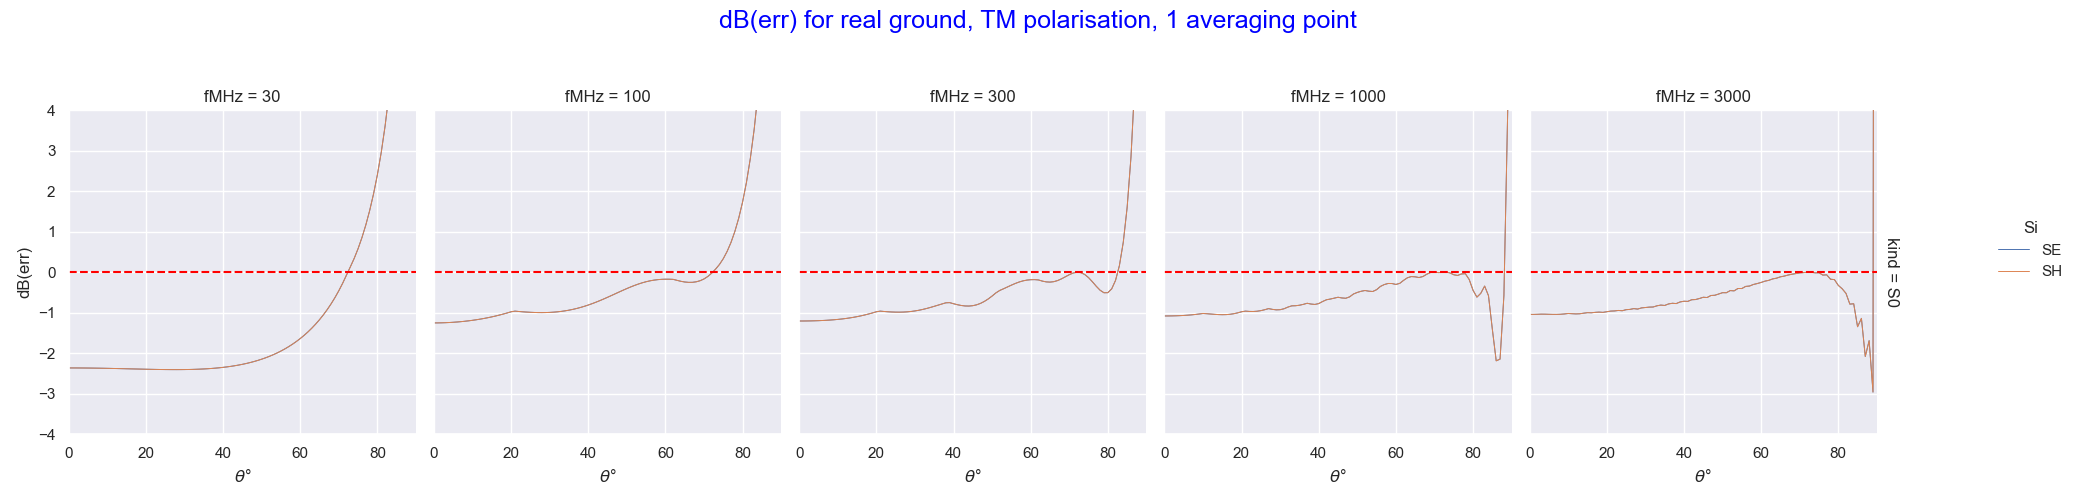 dB(err) for real ground, TM polarisation, 1 averaging point
fMHz = 30
fMHz = 100
fMHz = 300
fMHz = 1000
fMHz = 3000
4
3
2
1
0
−1
−2
−3
−4
dB(err)
0 20 40 60 80
0 20 40 60 80
0 20 40 60 80
0 20 40 60 80
0 20 40 60 80
θ°
θ°
θ°
θ°
θ°
kind = S0
Si
SE
SH